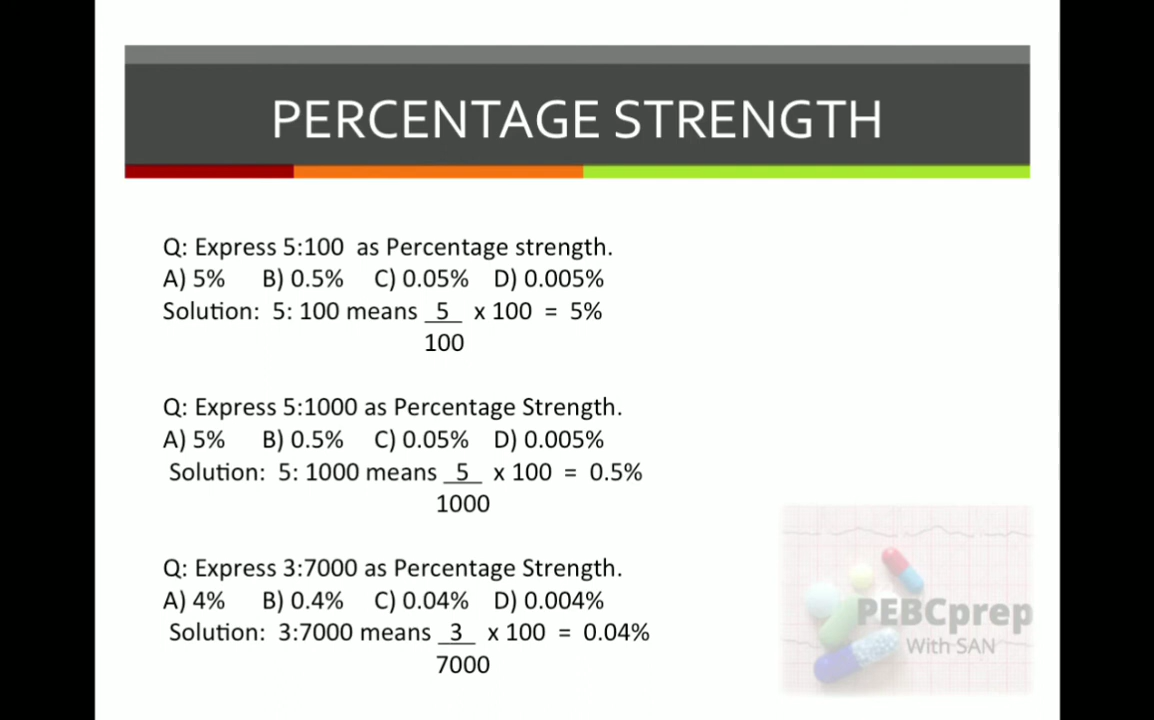 PERCENTAGE STRENGTH
Q: Express 5:100 as Percentage strength.
A) 5% B) 0.5% C) 0.05% D) 0.005%
Solution: 5: 100 means 5 x 100 = 5%
100
Q: Express 5:1000 as Percentage Strength.
A) 5% B) 0.5% C) 0.05% D) 0.005%
Solution: 5: 1000 means 5 x 100 = 0.5%
1000
Q: Express 3:7000 as Percentage Strength.
A) 4% B) 0.4% C) 0.04% D) 0.004%
Solution: 3:7000 means 3 x 100 = 0.04%
7000
PEBCprep
With SAN